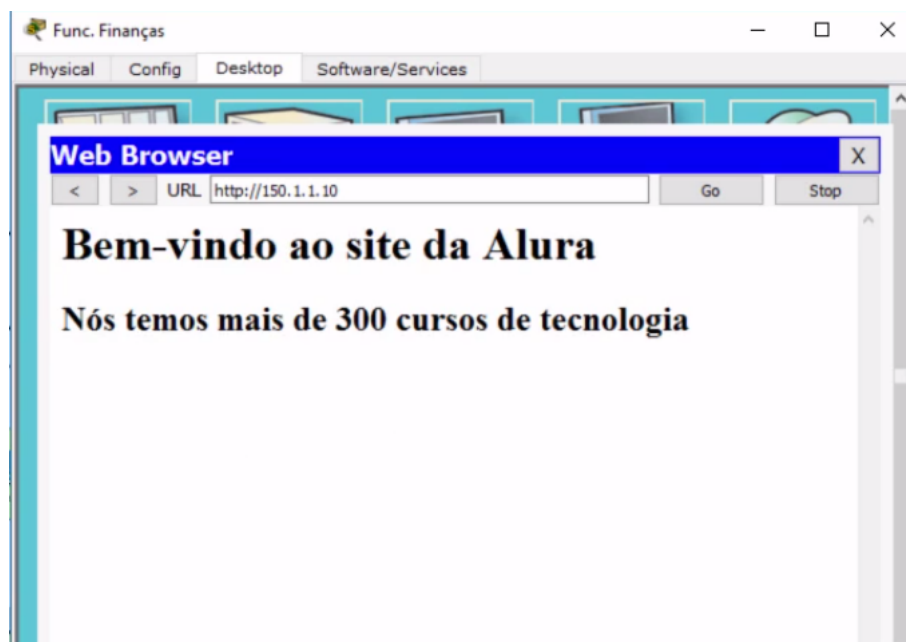 Func. Finanças
Physical Config Desktop Software/Services
Web Browser X
< > URL http://150.1.1.10 Go Stop
Bem-vindo ao site da Alura
Nós temos mais de 300 cursos de tecnologia